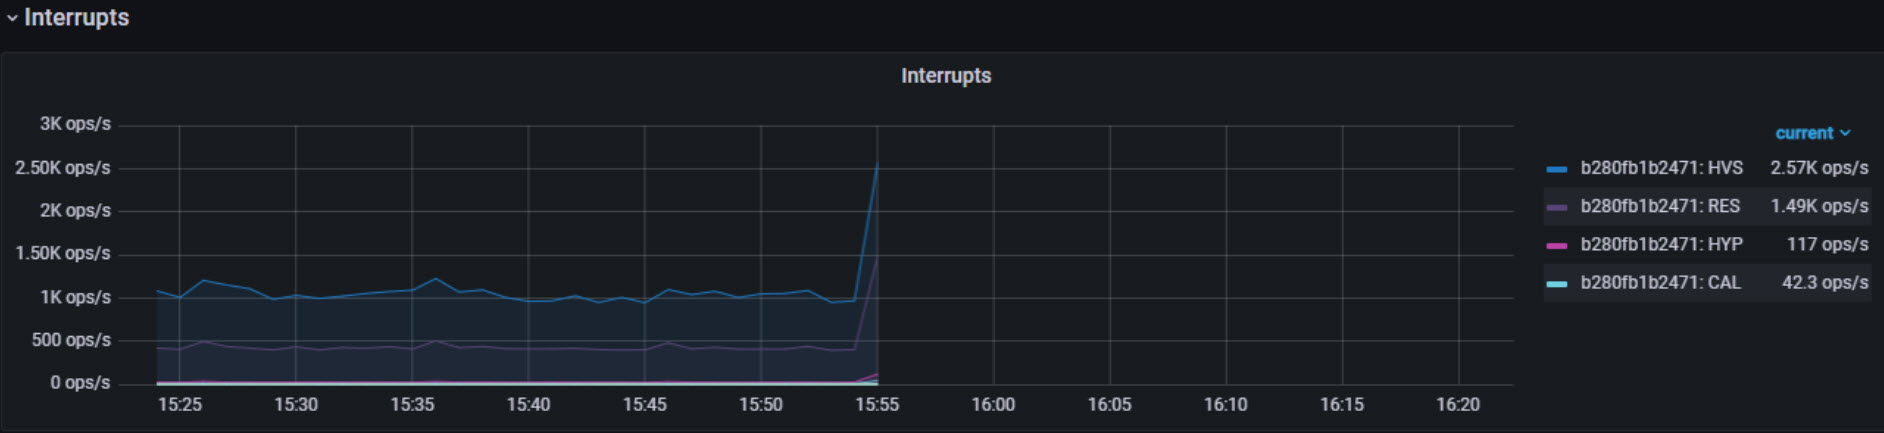 Interrupts
Interrupts
3K ops/s
2.50K ops/s
2K ops/s
1.50K ops/s
1K ops/s
500 ops/s
0 ops/s
15:25 15:30 15:35 15:40 15:45 15:50 15:55 16:00 16:05 16:10 16:15 16:20
current
b280fb1b2471: HVS 2.57K ops/s
b280fb1b2471: RES 1.49K ops/s
b280fb1b2471: HYP 117 ops/s
b280fb1b2471: CAL 42.3 ops/s